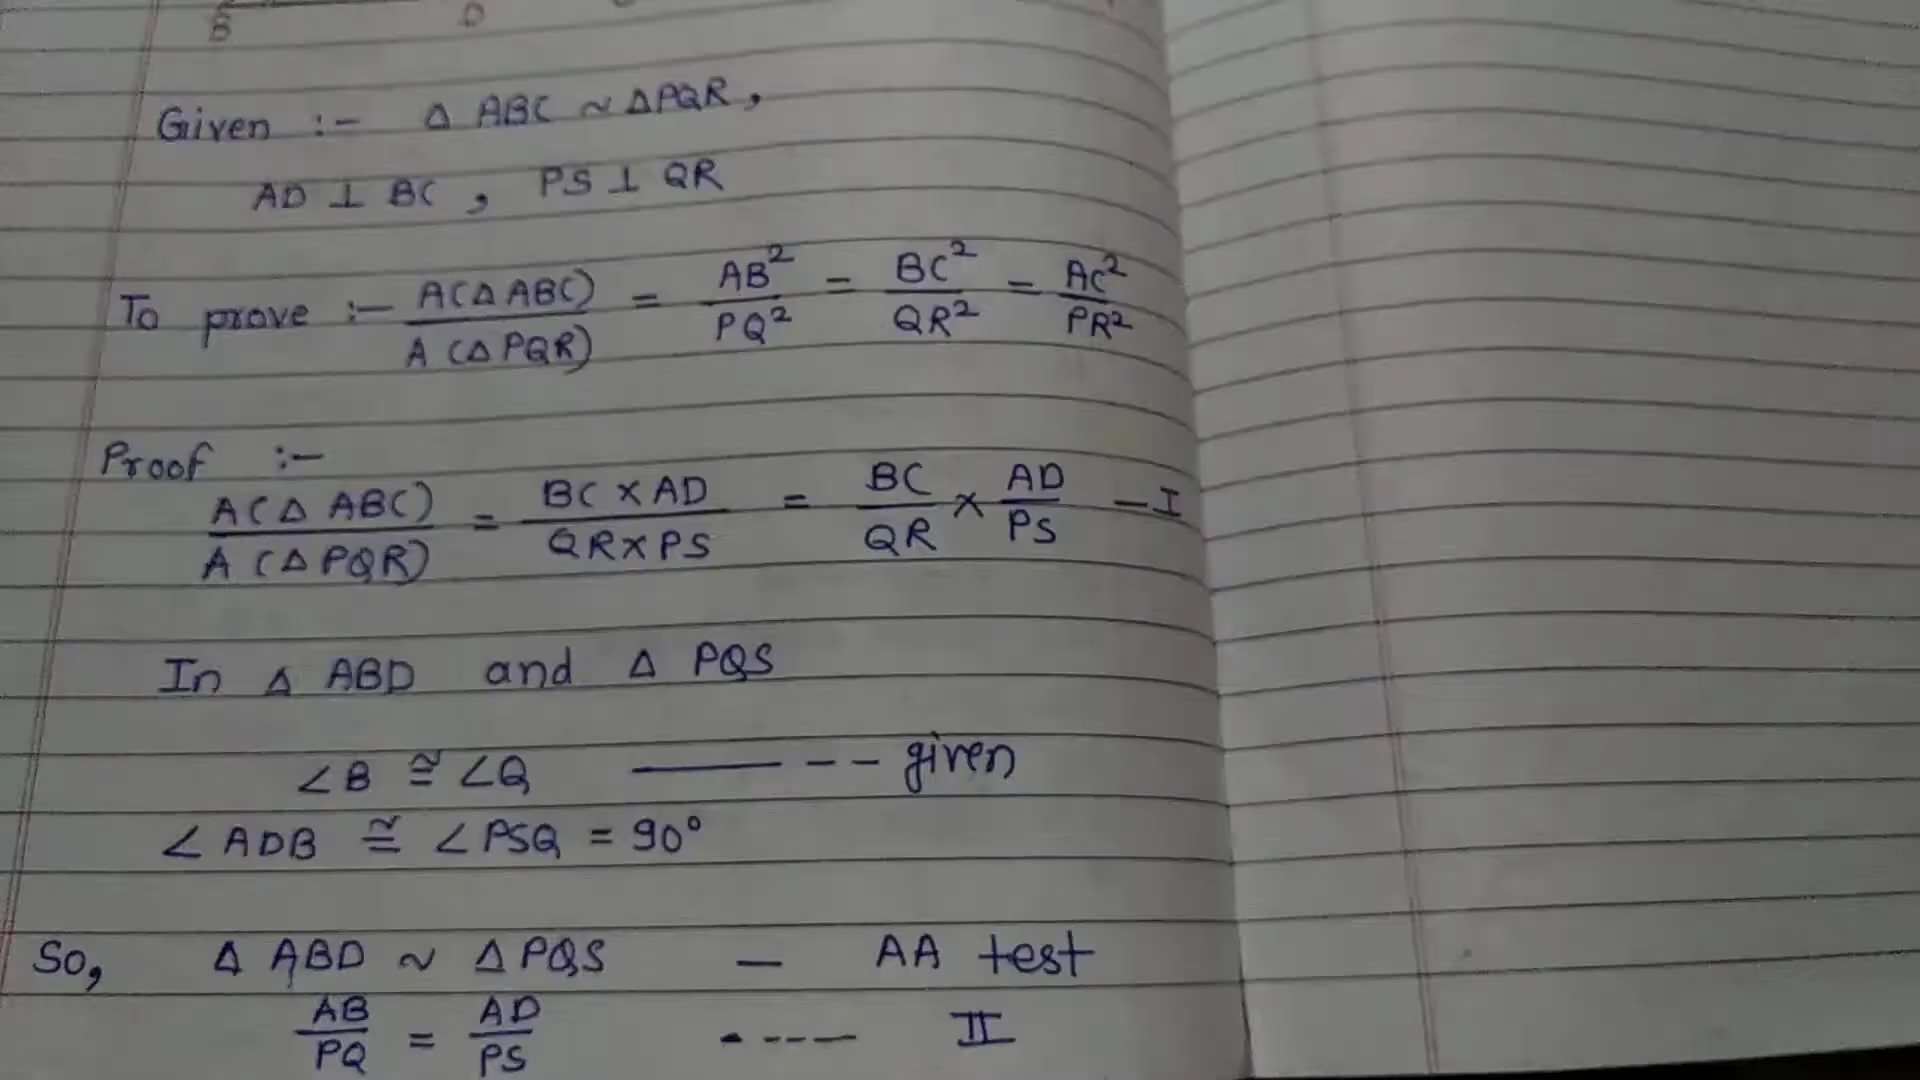 B D
Given :- Δ ABC ~ ΔPQR,
AD ⊥ BC , PS ⊥ QR
To prove :- A(Δ ABC) / A (Δ PQR) = AB² / PQ² = BC² / QR² = AC² / PR²
Proof :-
A(Δ ABC) / A (Δ PQR) = BC × AD / QR × PS = BC / QR × AD / PS — I
In Δ ABD and Δ PQS
∠B ≅ ∠Q ——— - - given
∠ ADB ≅ ∠ PSQ = 90°
So, Δ ABD ~ Δ PQS — AA test
AB / PQ = AD / PS - - - - — II